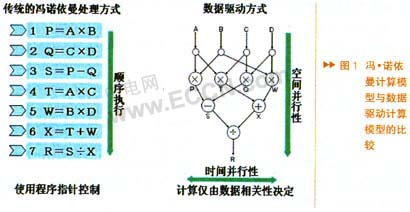 传统的冯诺依曼处理方式
1 P=A×B
2 Q=C×D
3 S=P-Q
4 T=A×C
5 W=B×D
6 X=T+W
7 R=S÷X
顺序执行
使用程序指针控制
数据驱动方式
A B C D
× × × ×
P T Q W
- +
S X
÷
R
空间并行性
时间并行性
计算仅由数据相关性决定
图1 冯·诺依
曼计算模
型与数据
驱动计算
模型的比
较